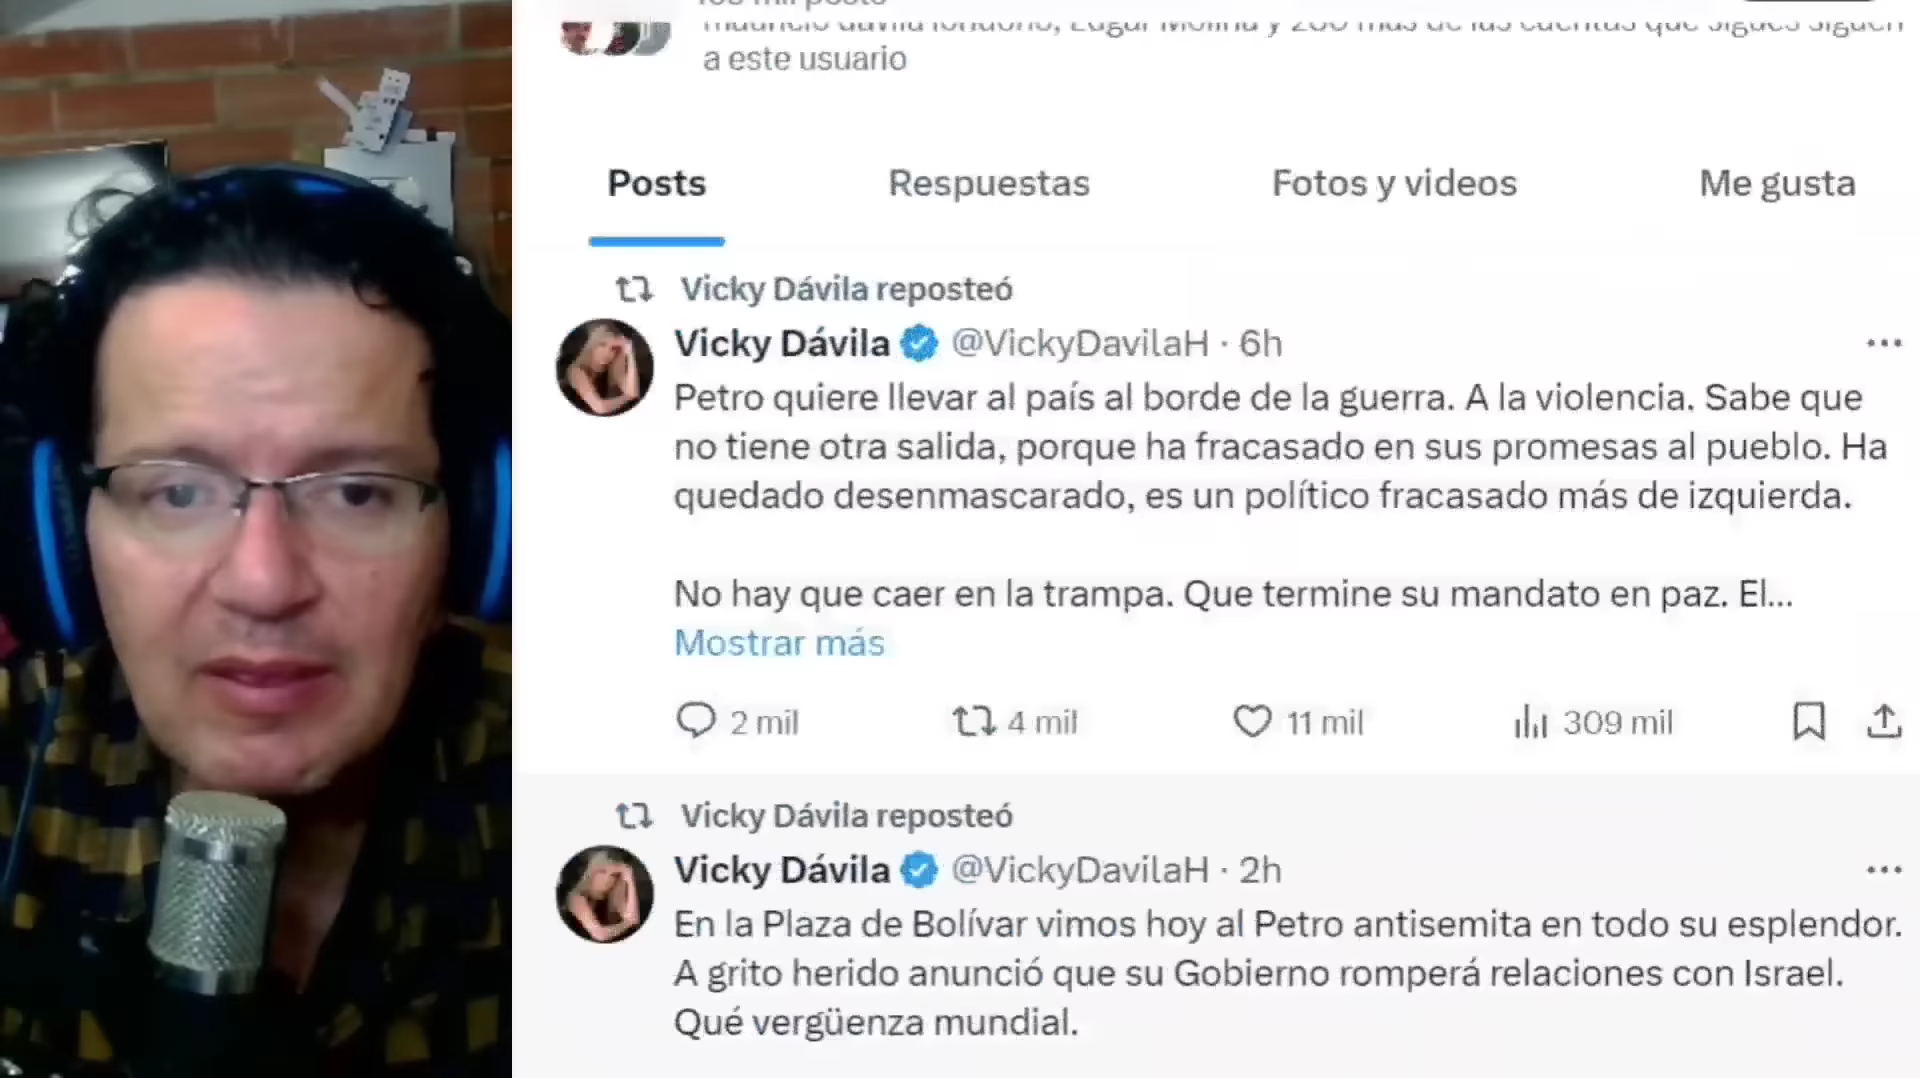 a este usuario
Posts Respuestas Fotos y videos Me gusta
Vicky Dávila reposteó
Vicky Dávila @VickyDavilaH · 6h
Petro quiere llevar al país al borde de la guerra. A la violencia. Sabe que
no tiene otra salida, porque ha fracasado en sus promesas al pueblo. Ha
quedado desenmascarado, es un político fracasado más de izquierda.
No hay que caer en la trampa. Que termine su mandato en paz. El...
Mostrar más
2 mil 4 mil 11 mil 309 mil
Vicky Dávila reposteó
Vicky Dávila @VickyDavilaH · 2h
En la Plaza de Bolívar vimos hoy al Petro antisemita en todo su esplendor.
A grito herido anunció que su Gobierno romperá relaciones con Israel.
Qué vergüenza mundial.